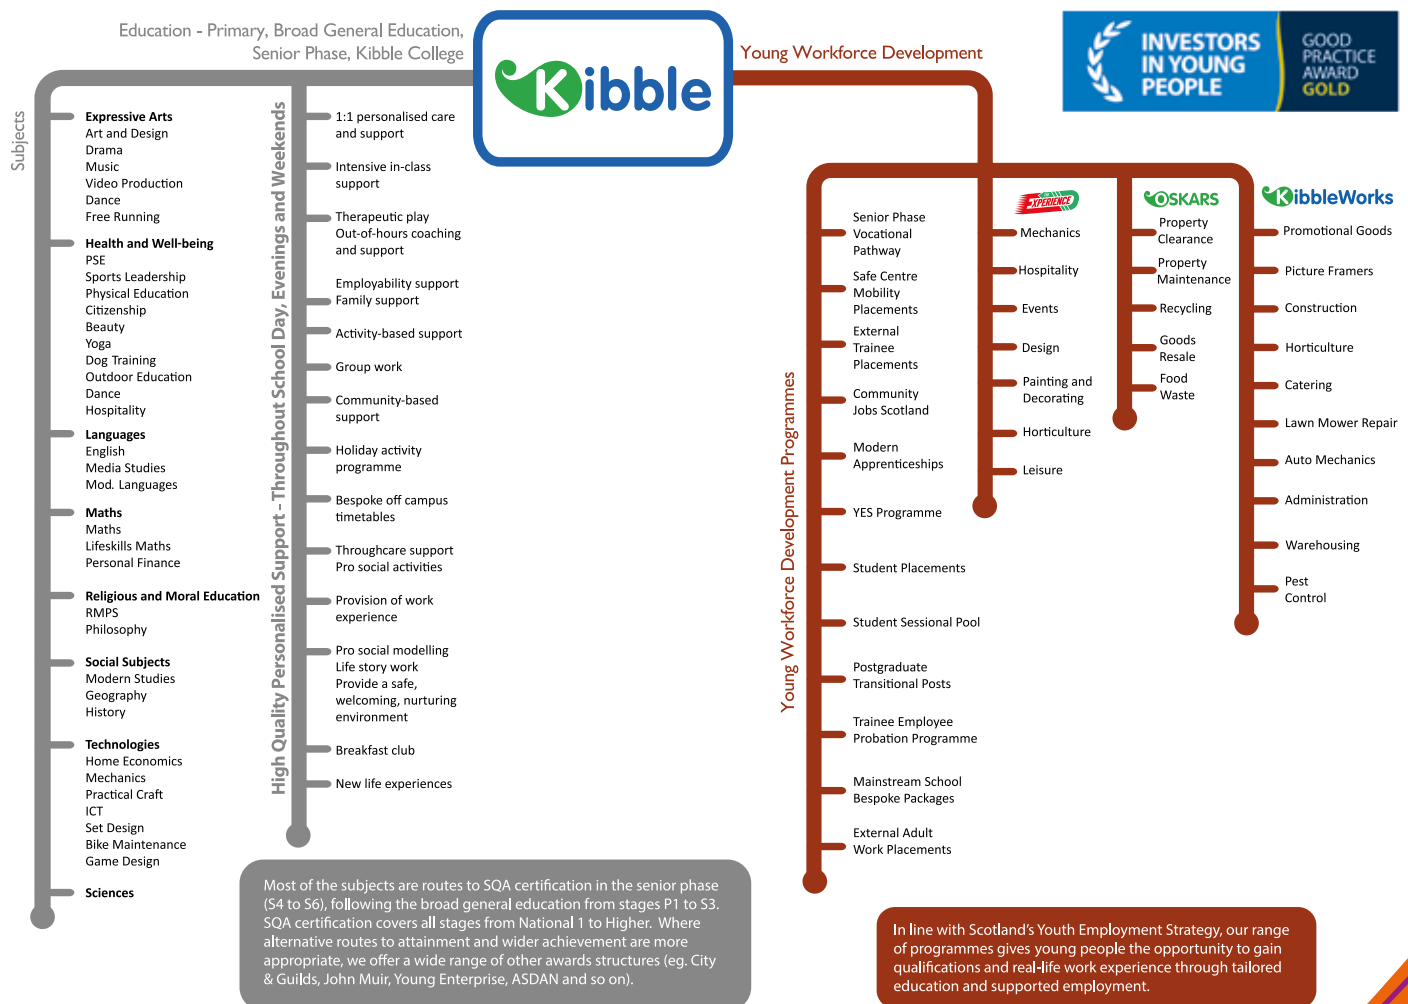 Education - Primary, Broad General Education,
Senior Phase, Kibble College
Kibble
Young Workforce Development
INVESTORS
IN YOUNG
PEOPLE
GOOD
PRACTICE
AWARD
GOLD
Subjects
Expressive Arts
Art and Design
Drama
Music
Video Production
Dance
Free Running
Health and Well-being
PSE
Sports Leadership
Physical Education
Citizenship
Beauty
Yoga
Dog Training
Outdoor Education
Dance
Hospitality
Languages
English
Media Studies
Mod. Languages
Maths
Maths
Lifeskills Maths
Personal Finance
Religious and Moral Education
RMPS
Philosophy
Social Subjects
Modern Studies
Geography
History
Technologies
Home Economics
Mechanics
Practical Craft
ICT
Set Design
Bike Maintenance
Game Design
Sciences
High Quality Personalised Support - Throughout School Day, Evenings and Weekends
1:1 personalised care
and support
Intensive in-class
support
Therapeutic play
Out-of-hours coaching
and support
Employability support
Family support
Activity-based support
Group work
Community-based
support
Holiday activity
programme
Bespoke off campus
timetables
Throughcare support
Pro social activities
Provision of work
experience
Pro social modelling
Life story work
Provide a safe,
welcoming, nurturing
environment
Breakfast club
New life experiences
Most of the subjects are routes to SQA certification in the senior phase
(S4 to S6), following the broad general education from stages P1 to S3.
SQA certification covers all stages from National 1 to Higher. Where
alternative routes to attainment and wider achievement are more
appropriate, we offer a wide range of other awards structures (eg. City
& Guilds, John Muir, Young Enterprise, ASDAN and so on).
Young Workforce Development Programmes
Senior Phase
Vocational
Pathway
Safe Centre
Mobility
Placements
External
Trainee
Placements
Community
Jobs Scotland
Modern
Apprenticeships
YES Programme
Student Placements
Student Sessional Pool
Postgraduate
Transitional Posts
Trainee Employee
Probation Programme
Mainstream School
Bespoke Packages
External Adult
Work Placements
EXPERIENCE
Mechanics
Hospitality
Events
Design
Painting and
Decorating
Horticulture
Leisure
OSKARS
Property
Clearance
Property
Maintenance
Recycling
Goods
Resale
Food
Waste
KibbleWorks
Promotional Goods
Picture Framers
Construction
Horticulture
Catering
Lawn Mower Repair
Auto Mechanics
Administration
Warehousing
Pest
Control
In line with Scotland's Youth Employment Strategy, our range
of programmes gives young people the opportunity to gain
qualifications and real-life work experience through tailored
education and supported employment.